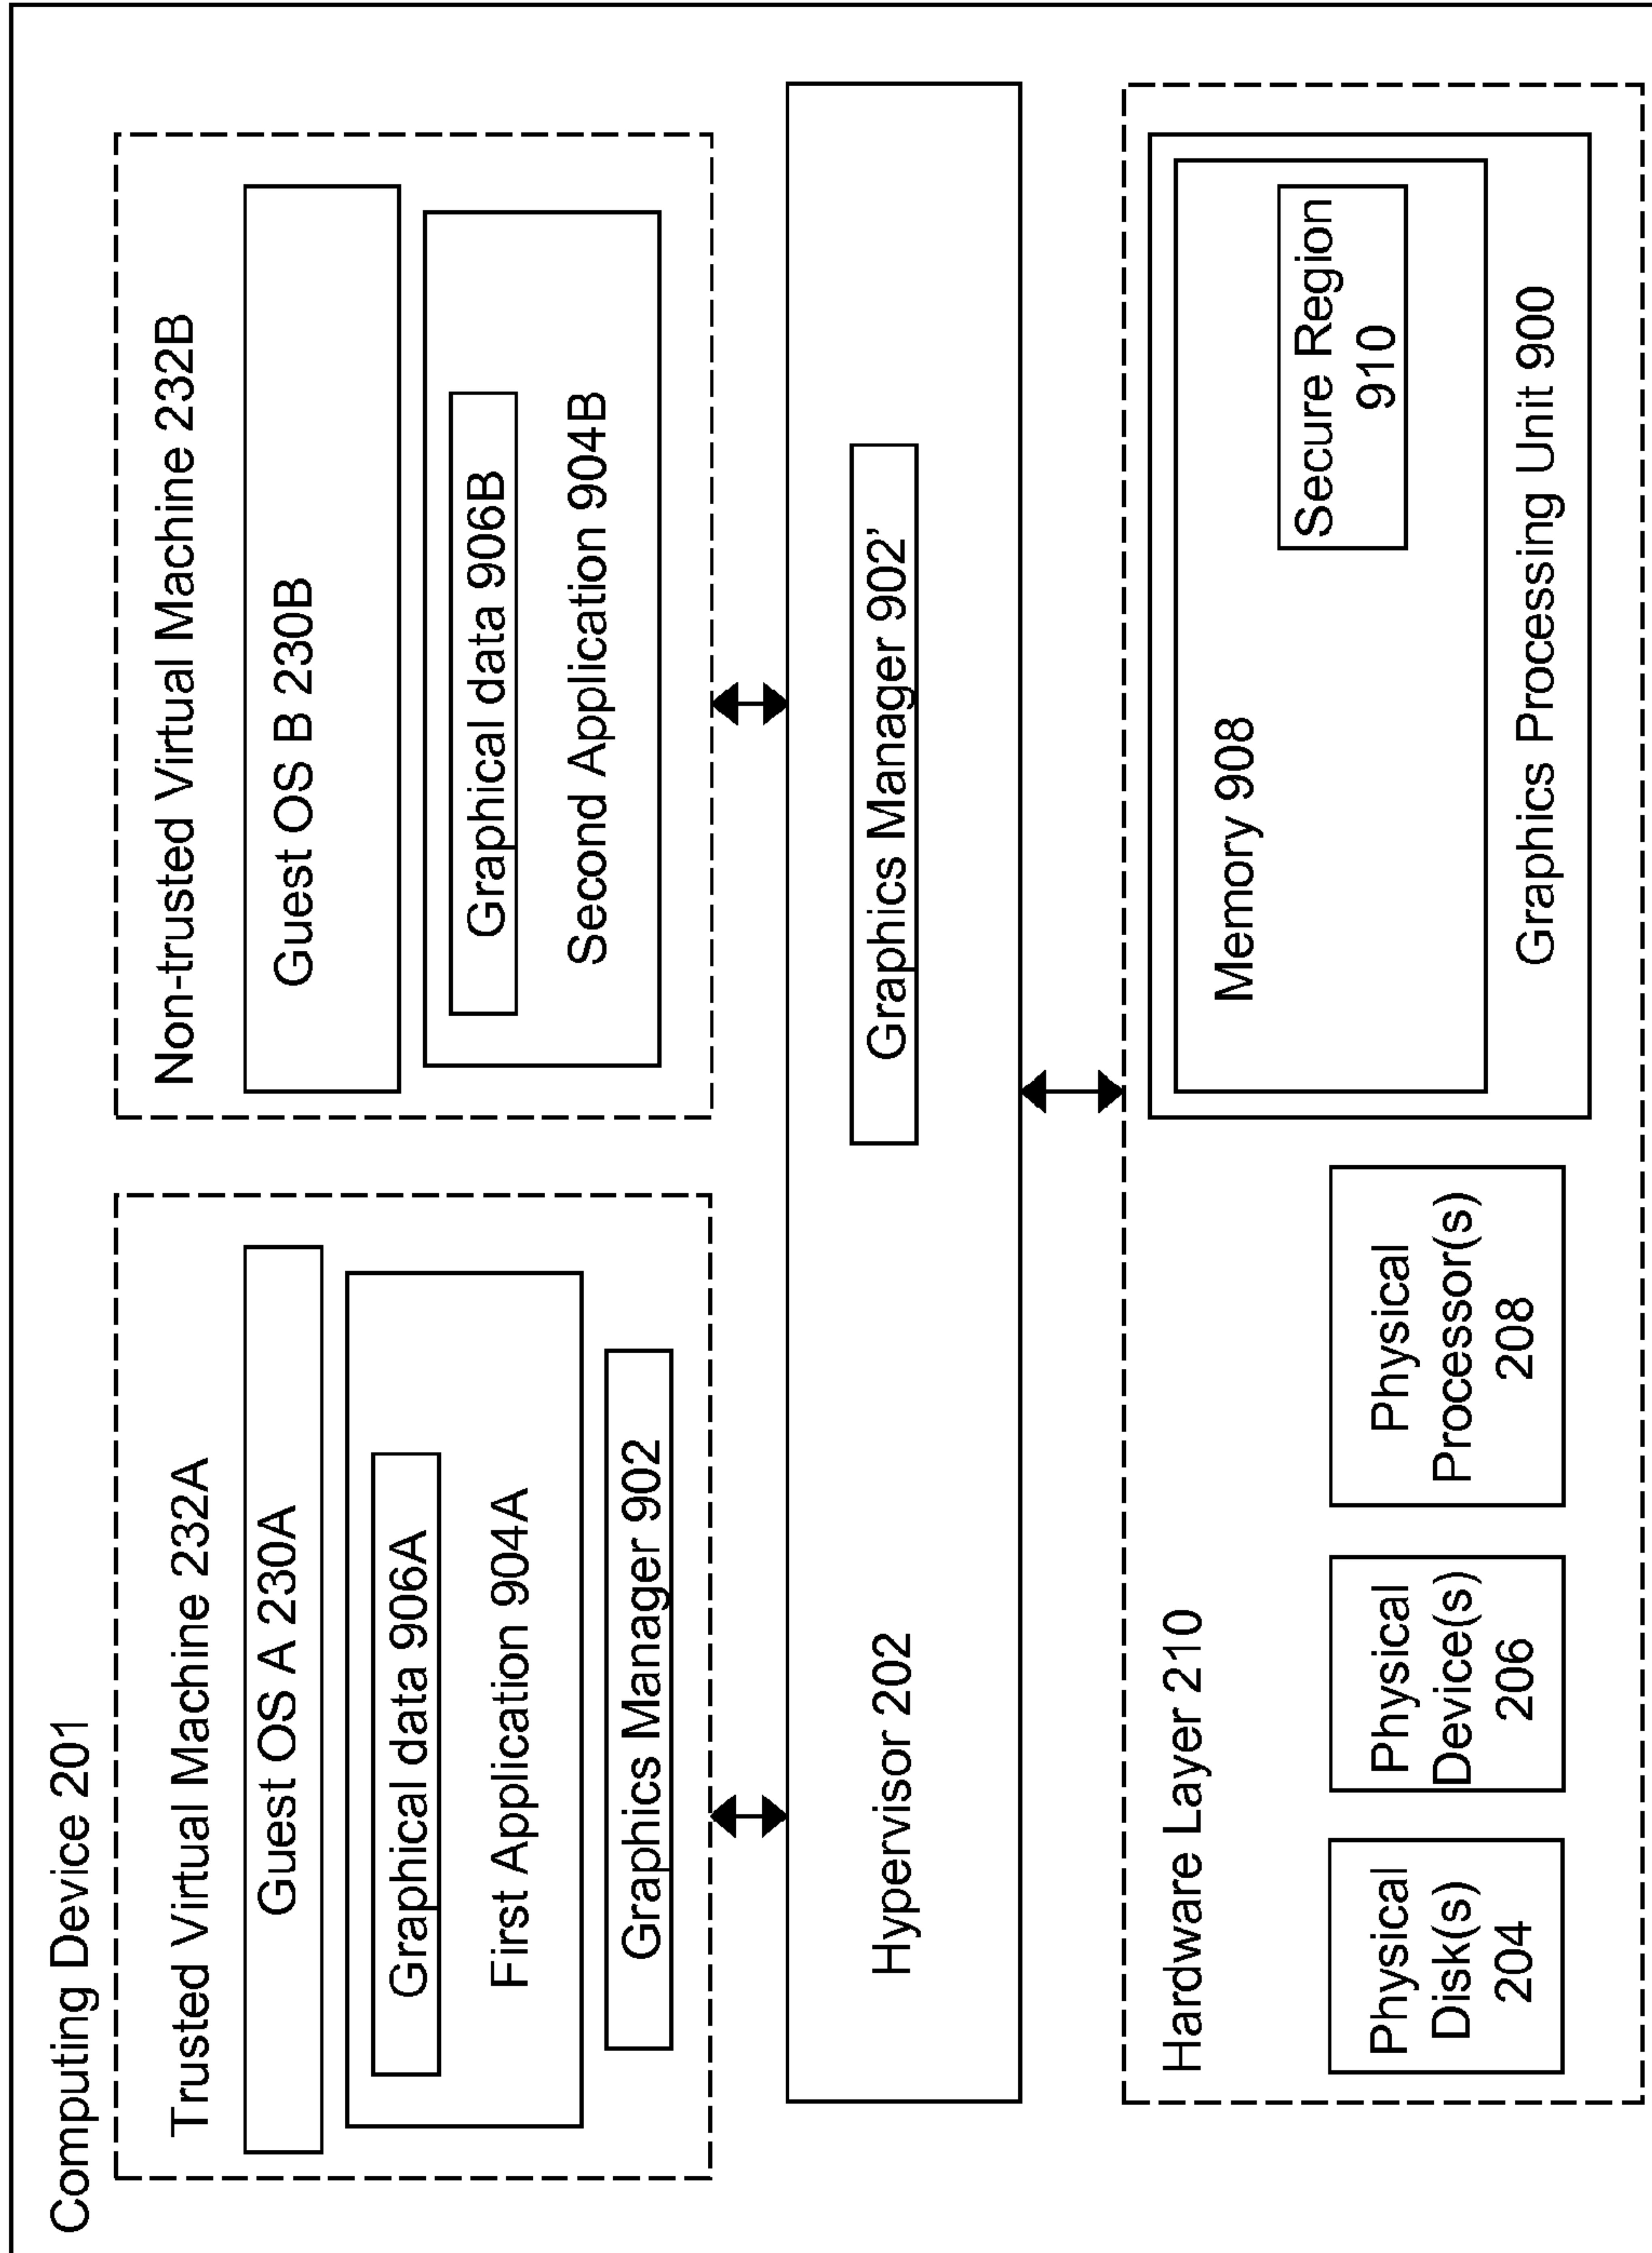 Computing Device 201
Trusted Virtual Machine 232A
Guest OS A 230A
Graphical data 906A
First Application 904A
Graphics Manager 902
Non-trusted Virtual Machine 232B
Guest OS B 230B
Graphical data 906B
Second Application 904B
Hypervisor 202
Graphics Manager 902’
Hardware Layer 210
Physical
Disk(s)
204
Physical
Device(s)
206
Physical
Processor(s)
208
Memory 908
Secure Region
910
Graphics Processing Unit 900